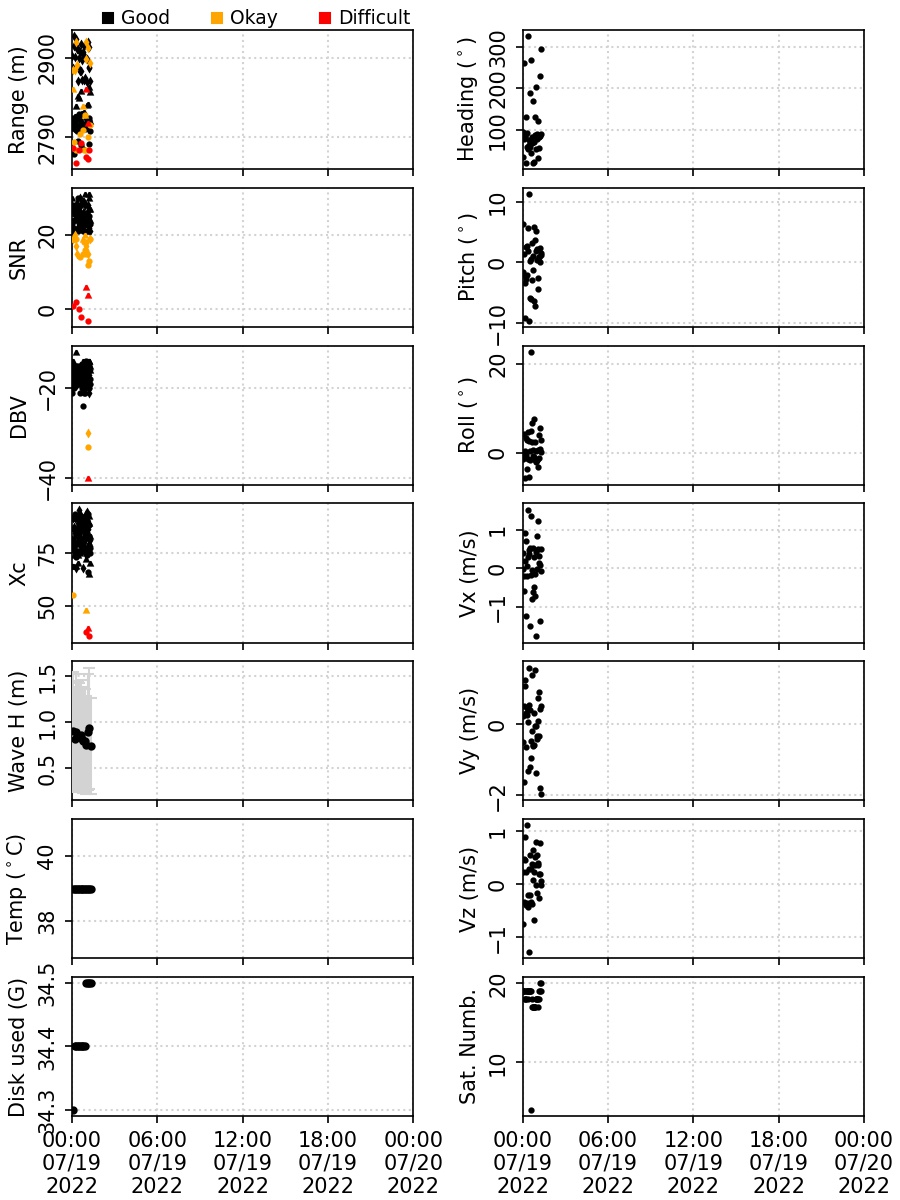 Good Okay Difficult
Range (m)
2900
2790
Heading (°)
300
200
100
SNR
20
0
Pitch (°)
10
0
−10
DBV
−20
−40
Roll (°)
20
0
Xc
75
50
Vx (m/s)
1
0
−1
Wave H (m)
1.5
1.0
0.5
Vy (m/s)
0
−2
Temp (°C)
40
38
Vz (m/s)
1
0
−1
Disk used (G)
34.5
34.4
34.3
Sat. Numb.
20
10
00:00 06:00 12:00 18:00 00:00
07/19 07/19 07/19 07/19 07/20
2022 2022 2022 2022 2022
00:00 06:00 12:00 18:00 00:00
07/19 07/19 07/19 07/19 07/20
2022 2022 2022 2022 2022